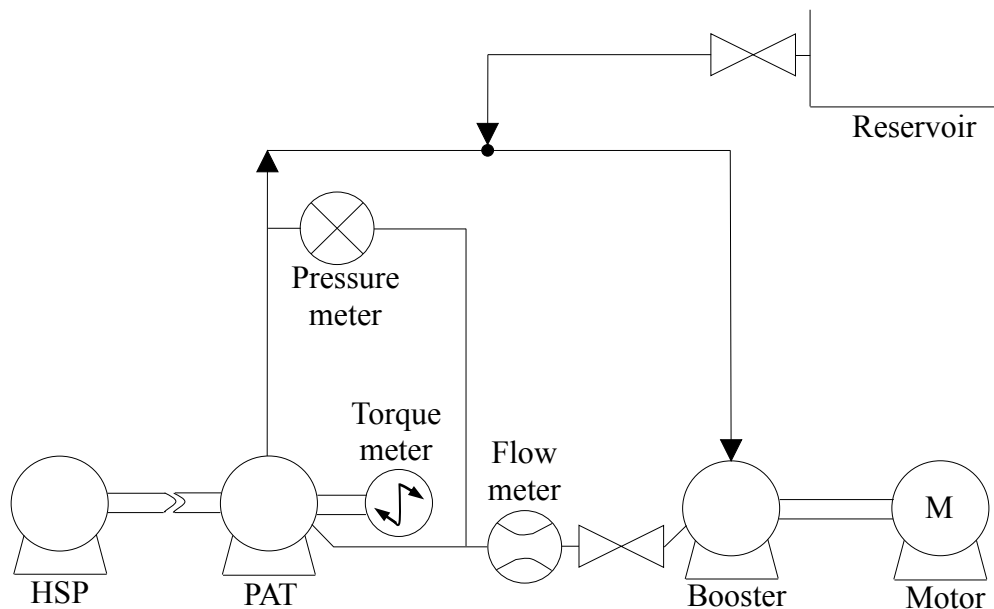 Reservoir
Pressure
meter
Torque
meter
Flow
meter
M
HSP
PAT
Booster
Motor